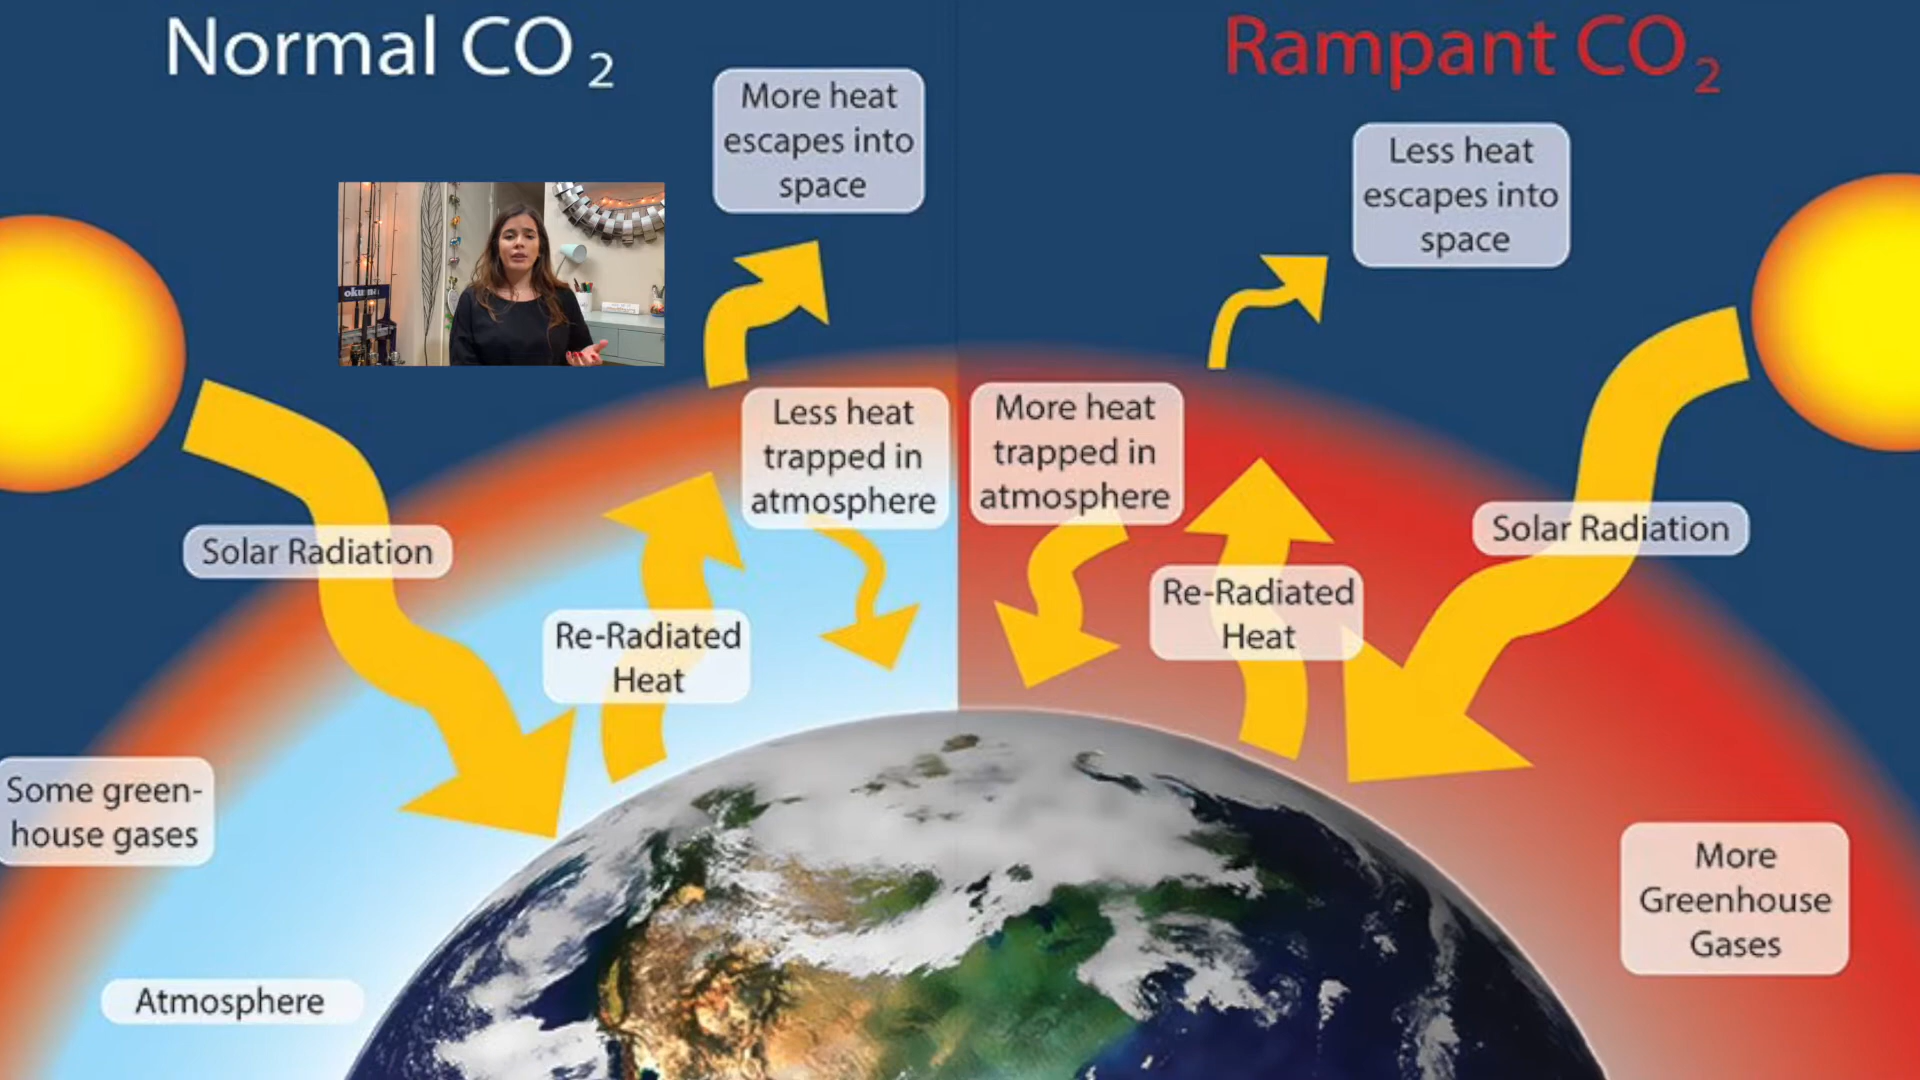 Normal CO2
Rampant CO2
More heat
escapes into
space
Less heat
escapes into
space
okuma
Less heat
trapped in
atmosphere
More heat
trapped in
atmosphere
Solar Radiation
Solar Radiation
Re-Radiated
Heat
Re-Radiated
Heat
Some green-
house gases
More
Greenhouse
Gases
Atmosphere